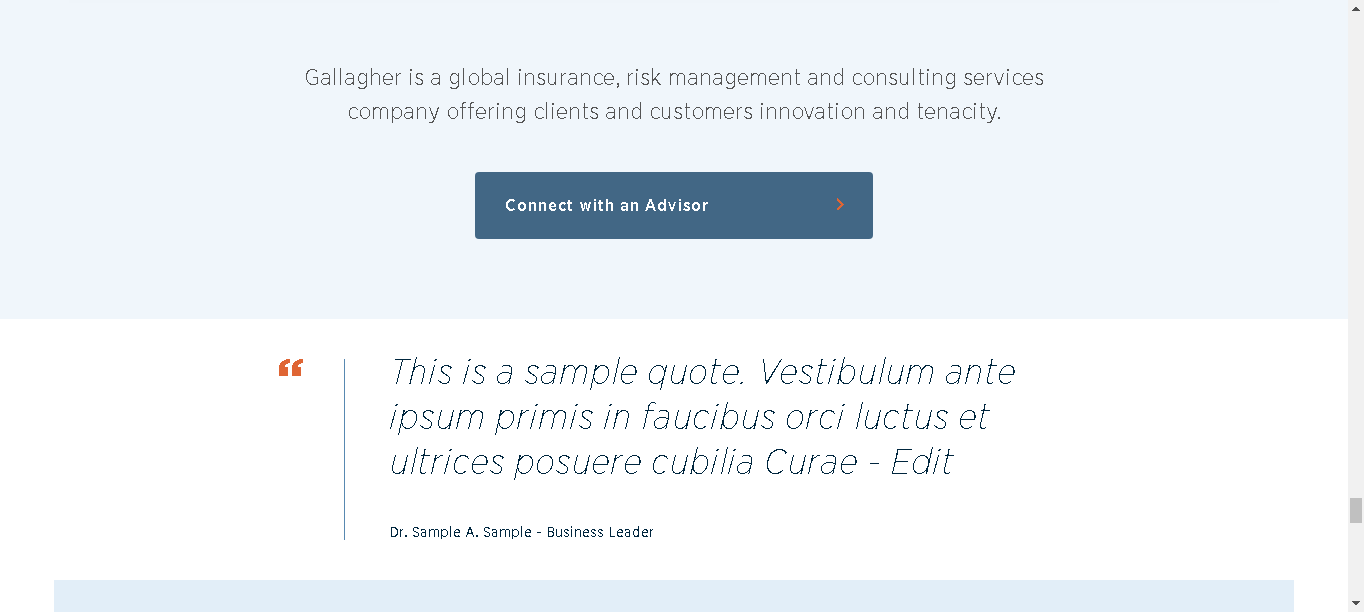 Gallagher is a global insurance, risk management and consulting services
company offering clients and customers innovation and tenacity.
Connect with an Advisor
This is a sample quote. Vestibulum ante
ipsum primis in faucibus orci luctus et
ultrices posuere cubilia Curae - Edit
Dr. Sample A. Sample - Business Leader